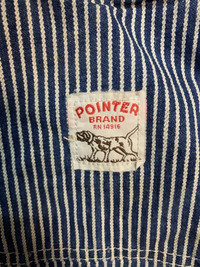 POINTER
BRAND
RN 14916